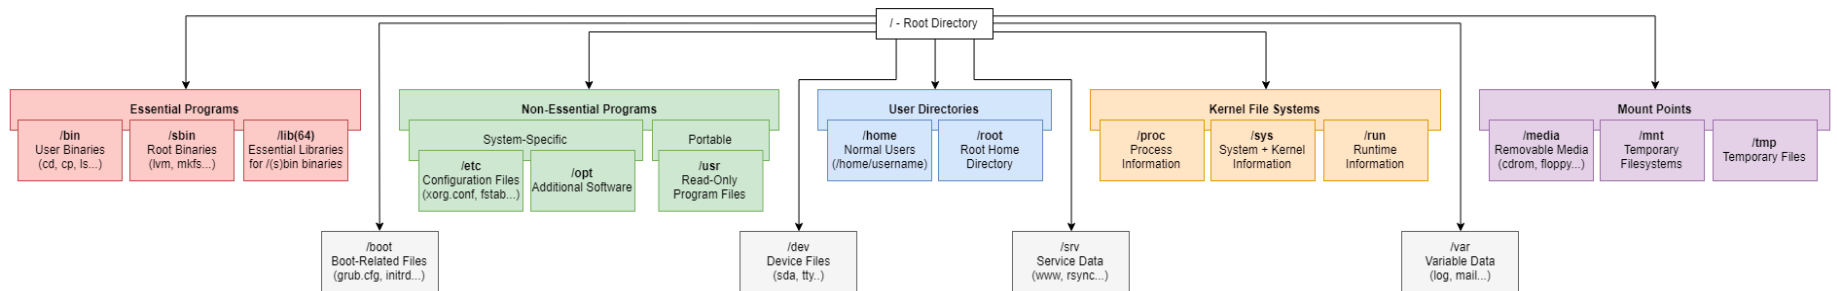 / - Root Directory
Essential Programs
/bin
User Binaries
(cd, cp, ls...)
/sbin
Root Binaries
(lvm, mkfs...)
/lib(64)
Essential Libraries
for /(s)bin binaries
Non-Essential Programs
System-Specific
/etc
Configuration Files
(xorg.conf, fstab...)
/opt
Additional Software
Portable
/usr
Read-Only
Program Files
User Directories
/home
Normal Users
(/home/username)
/root
Root Home
Directory
Kernel File Systems
/proc
Process
Information
/sys
System + Kernel
Information
/run
Runtime
Information
Mount Points
/media
Removable Media
(cdrom, floppy...)
/mnt
Temporary
Filesystems
/tmp
Temporary Files
/boot
Boot-Related Files
(grub.cfg, initrd...)
/dev
Device Files
(sda, tty..)
/srv
Service Data
(www, rsync...)
/var
Variable Data
(log, mail...)